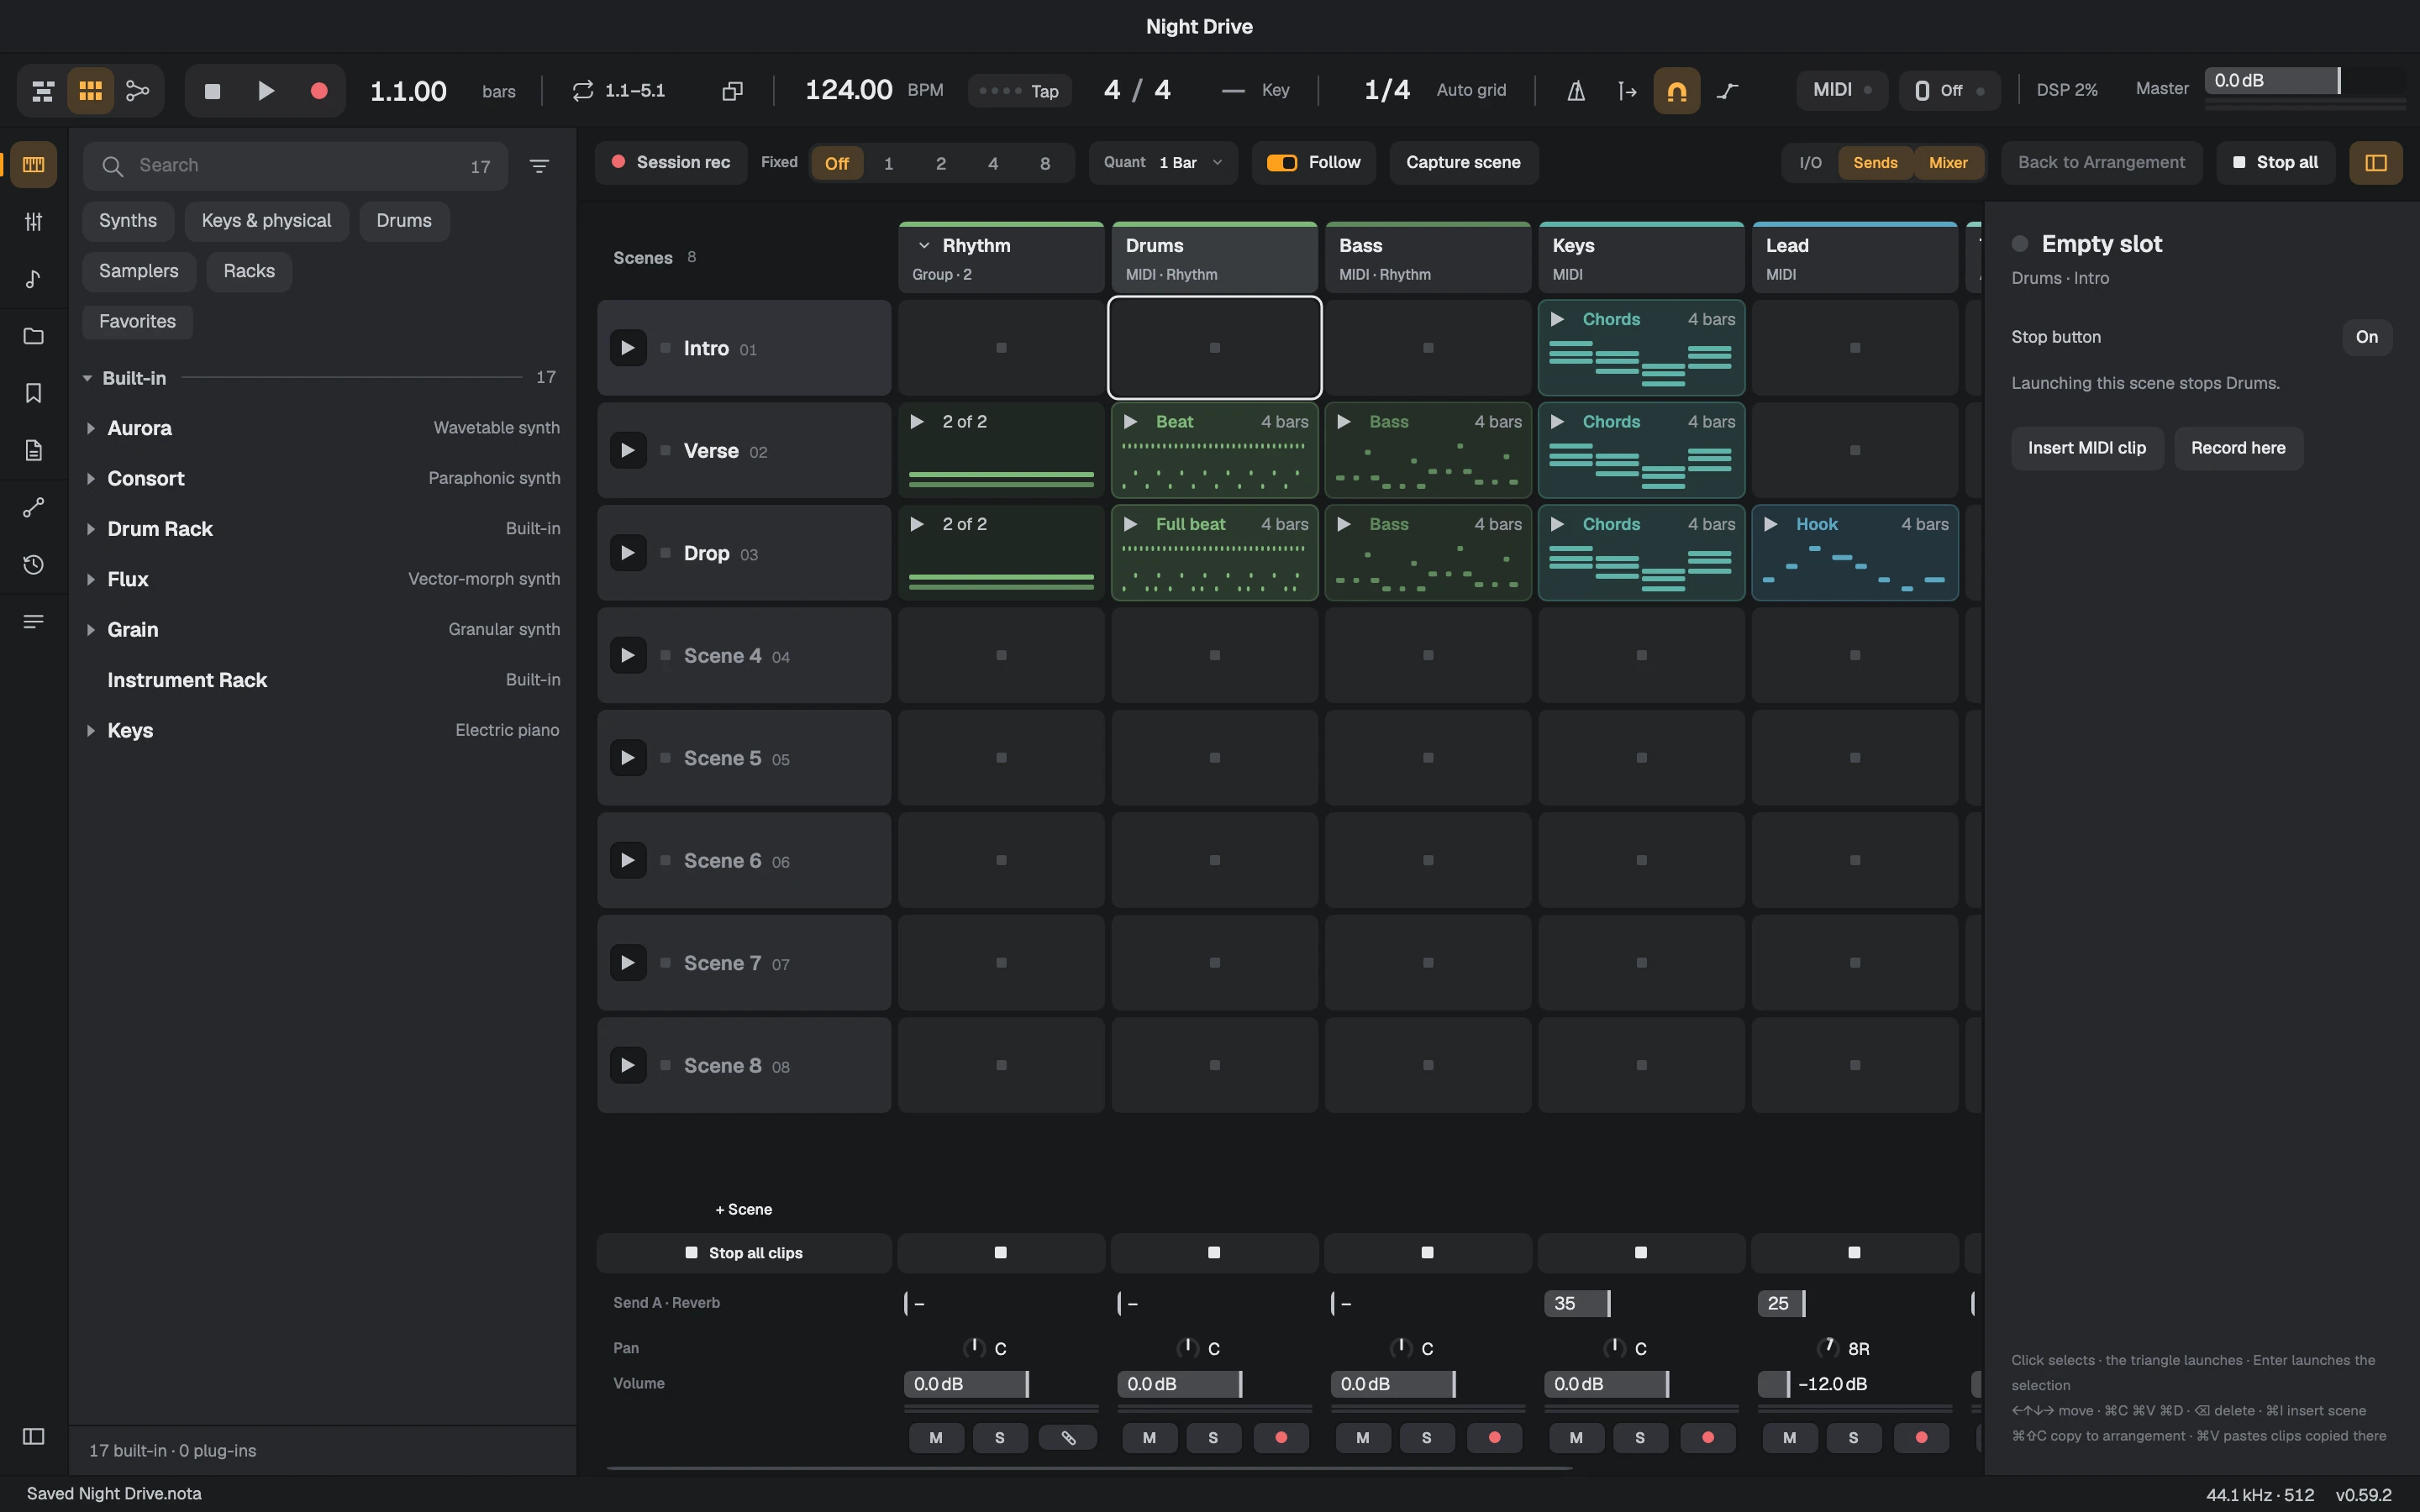 Night Drive
1.1.00 bars 1.1–5.1 124.00 BPM Tap 4 / 4 — Key 1/4 Auto grid MIDI Off DSP 2% Master 0.0 dB
Search 17
Synths Keys & physical Drums
Samplers Racks
Favorites
Built-in 17
Aurora Wavetable synth
Consort Paraphonic synth
Drum Rack Built-in
Flux Vector-morph synth
Grain Granular synth
Instrument Rack Built-in
Keys Electric piano
17 built-in · 0 plug-ins
Session rec Fixed Off 1 2 4 8 Quant 1 Bar Follow Capture scene I/O Sends Mixer Back to Arrangement Stop all
Scenes 8
Rhythm Drums Bass Keys Lead
Group · 2 MIDI · Rhythm MIDI · Rhythm MIDI MIDI
Intro 01 Chords 4 bars
Verse 02 2 of 2 Beat 4 bars Bass 4 bars Chords 4 bars
Drop 03 2 of 2 Full beat 4 bars Bass 4 bars Chords 4 bars Hook 4 bars
Scene 4 04
Scene 5 05
Scene 6 06
Scene 7 07
Scene 8 08
+ Scene
Stop all clips
Send A · Reverb – – – 35 25
Pan C C C C 8R
Volume 0.0 dB 0.0 dB 0.0 dB 0.0 dB −12.0 dB
M S M S M S M S M S
Empty slot
Drums · Intro
Stop button On
Launching this scene stops Drums.
Insert MIDI clip Record here
Click selects · the triangle launches · Enter launches the
selection
←↑↓→ move · ⌘C ⌘V ⌘D · ⌫ delete · ⌘I insert scene
⌘⇧C copy to arrangement · ⌘V pastes clips copied there
Saved Night Drive.nota 44.1 kHz · 512 v0.59.2